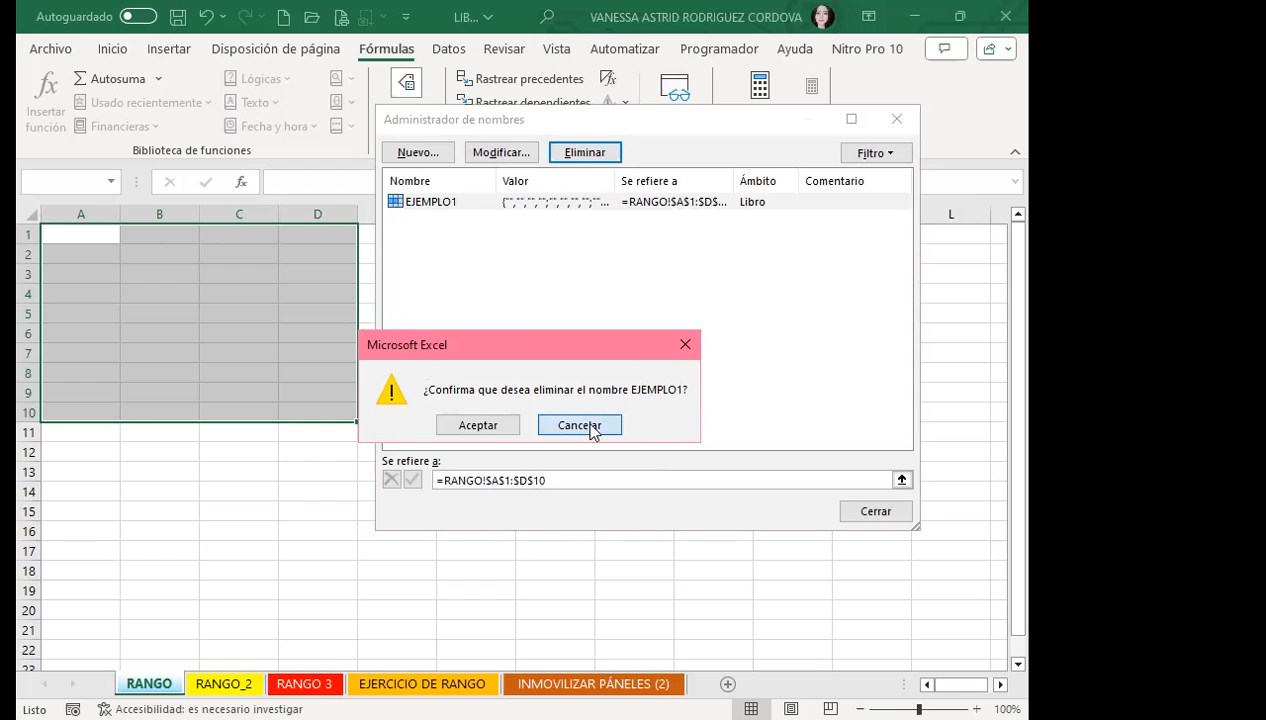 Autoguardado
LIB...
VANESSA ASTRID RODRIGUEZ CORDOVA
Archivo Inicio Insertar Disposición de página Fórmulas Datos Revisar Vista Automatizar Programador Ayuda Nitro Pro 10
fx Autosuma Lógicas Rastrear precedentes fx
Insertar función
Usado recientemente Texto Rastrear dependientes
Financieras Fecha y hora
Biblioteca de funciones
Administrador de nombres
Nuevo... Modificar... Eliminar Filtro
fx
Nombre Valor Se refiere a Ámbito Comentario
EJEMPLO1 {"","","","";"","","","";"... =RANGO!$A$1:$D$... Libro
A B C D L
1
2
3
4
5
6
7
8
9
10
11
12
13
14
15
16
17
18
19
20
21
22
23
Microsoft Excel
¿Confirma que desea eliminar el nombre EJEMPLO1?
Aceptar Cancelar
Se refiere a:
=RANGO!$A$1:$D$10
Cerrar
RANGO RANGO_2 RANGO 3 EJERCICIO DE RANGO INMOVILIZAR PÁNELES (2)
Listo Accesibilidad: es necesario investigar 100%